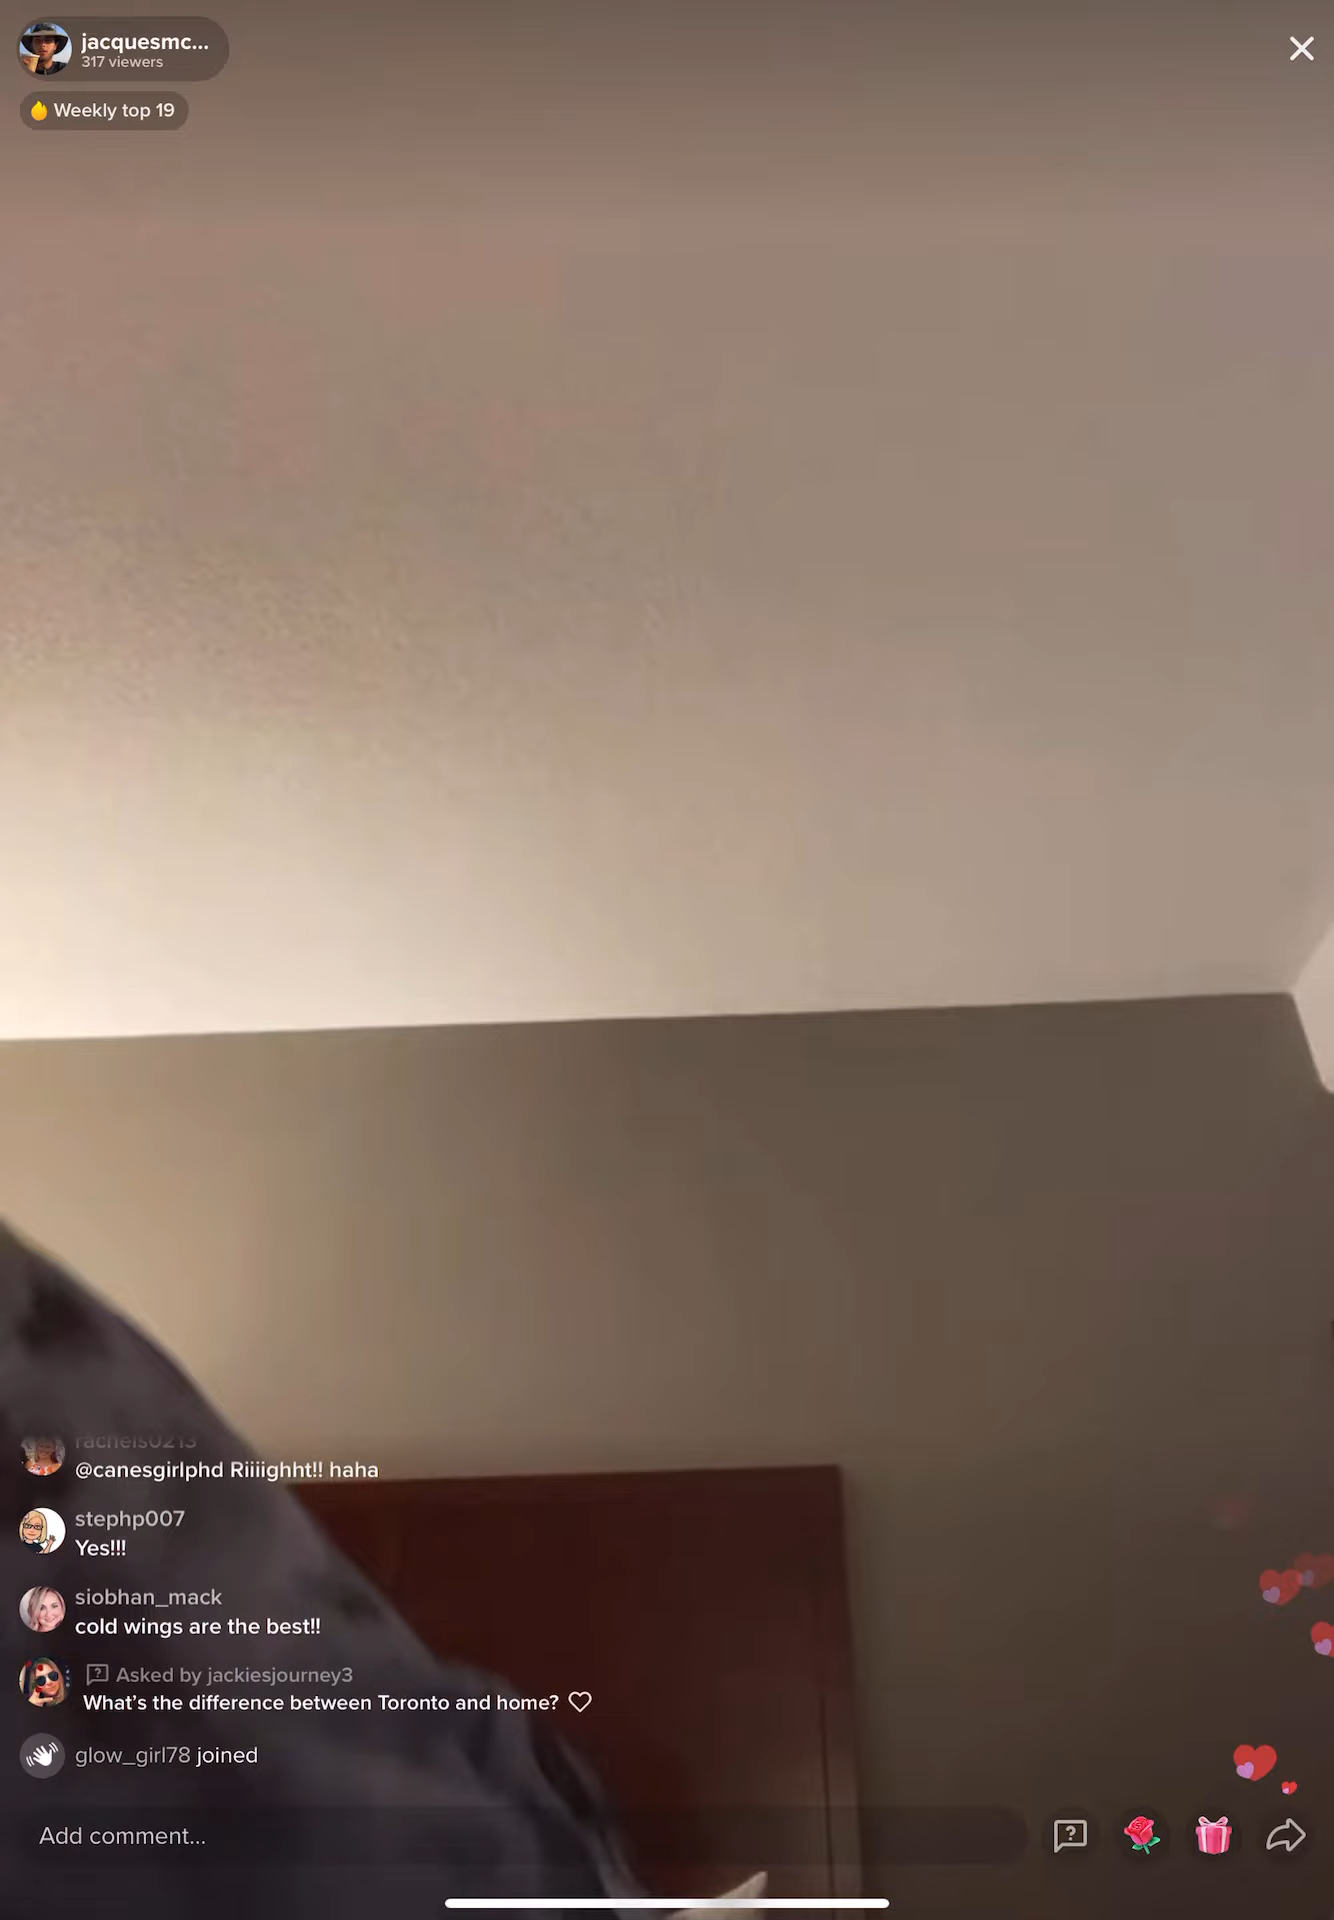 jacquesmc...
317 viewers
Weekly top 19
rachels0213
@canesgirlphd Riiiighht!! haha
stephp007
Yes!!!
siobhan_mack
cold wings are the best!!
Asked by jackiesjourney3
What's the difference between Toronto and home?
glow_girl78 joined
Add comment...